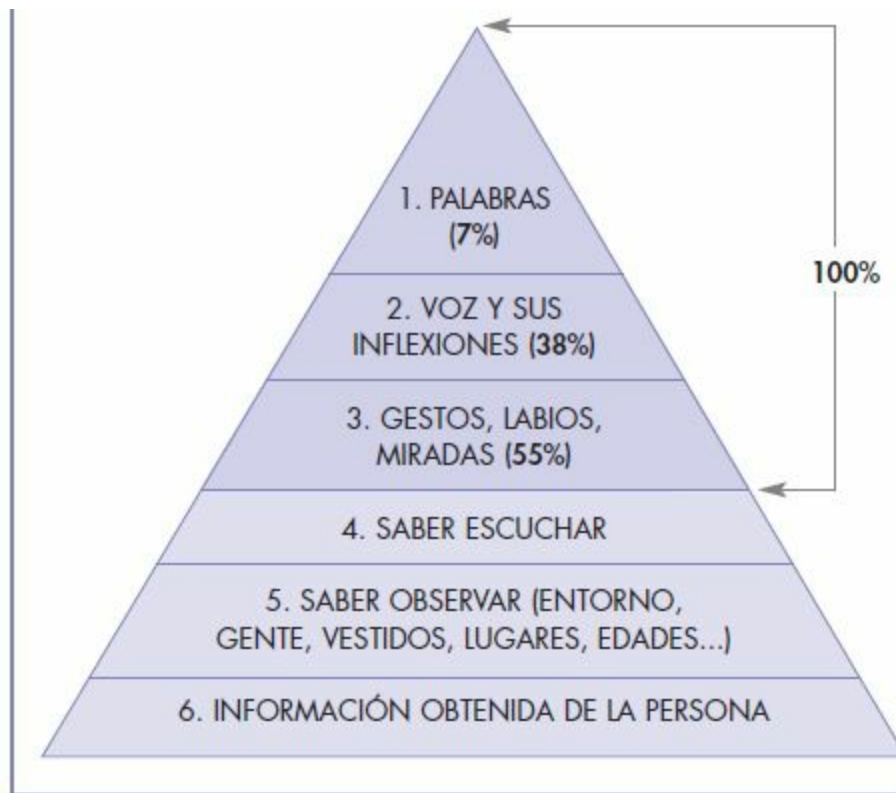 1. PALABRAS
(7%)
100%
2. VOZ Y SUS
INFLEXIONES (38%)
3. GESTOS, LABIOS,
MIRADAS (55%)
4. SABER ESCUCHAR
5. SABER OBSERVAR (ENTORNO,
GENTE, VESTIDOS, LUGARES, EDADES...)
6. INFORMACIÓN OBTENIDA DE LA PERSONA